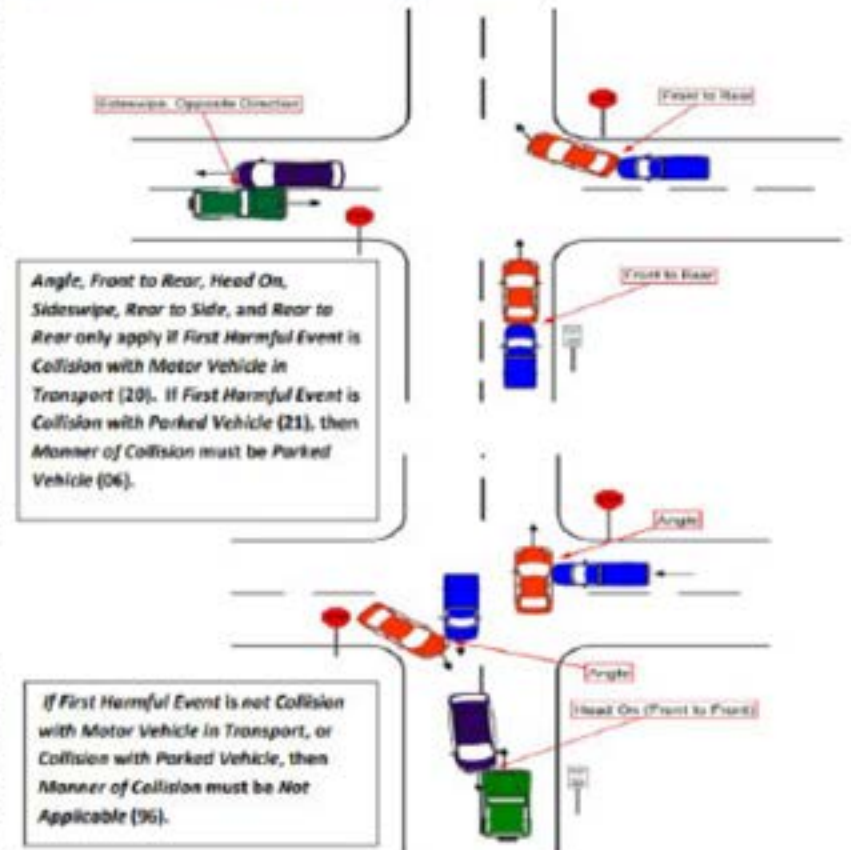 Sideswipe, Opposite Direction
Front to Rear
Front to Rear
Angle, Front to Rear, Head On,
Sideswipe, Rear to Side, and Rear to
Rear only apply if First Harmful Event is
Collision with Motor Vehicle in
Transport (20). If First Harmful Event is
Collision with Parked Vehicle (21), then
Manner of Collision must be Parked
Vehicle (06).
Angle
Angle
Head On (Front to Front)
If First Harmful Event is not Collision
with Motor Vehicle in Transport, or
Collision with Parked Vehicle, then
Manner of Collision must be Not
Applicable (96).